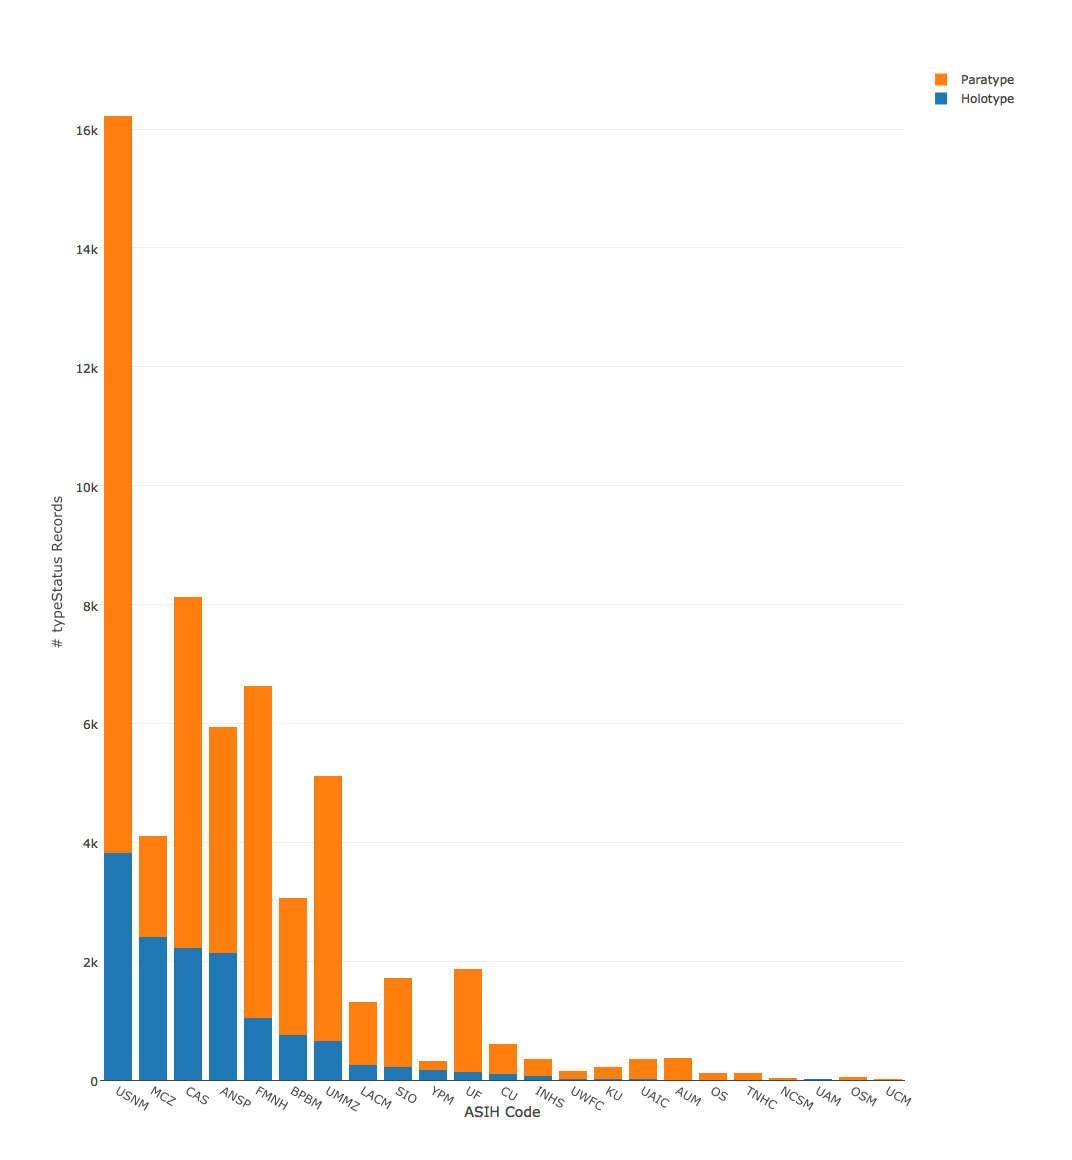 Paratype
Holotype
16k
14k
12k
10k
8k
6k
4k
2k
0
# typeStatus Records
USNM
MCZ
CAS
ANSP
FMNH
BPBM
UMMZ
LACM
SIO
YPM
UF
CU
INHS
UWFC
KU
UAIC
AUM
OS
TNHC
NCSM
UAM
OSM
UCM
ASIH Code